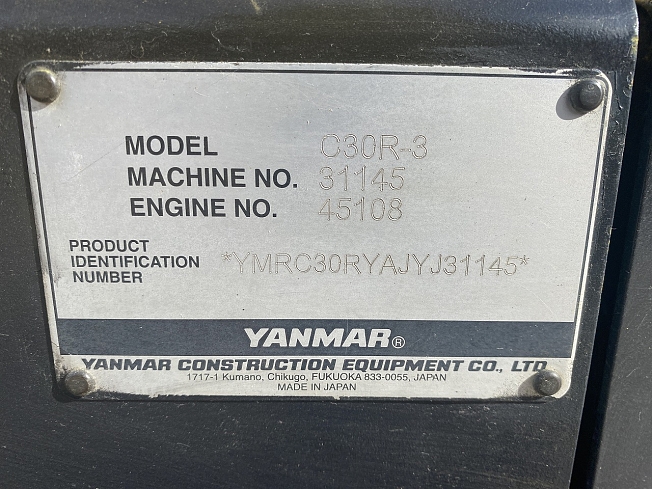 MODEL C30R-3
MACHINE NO. 31145
ENGINE NO. 45108
PRODUCT
IDENTIFICATION *YMRC30RYAJYJ31145*
NUMBER
YANMAR®
YANMAR CONSTRUCTION EQUIPMENT CO., LTD.
1717-1 Kumano, Chikugo, FUKUOKA 833-0055, JAPAN
MADE IN JAPAN